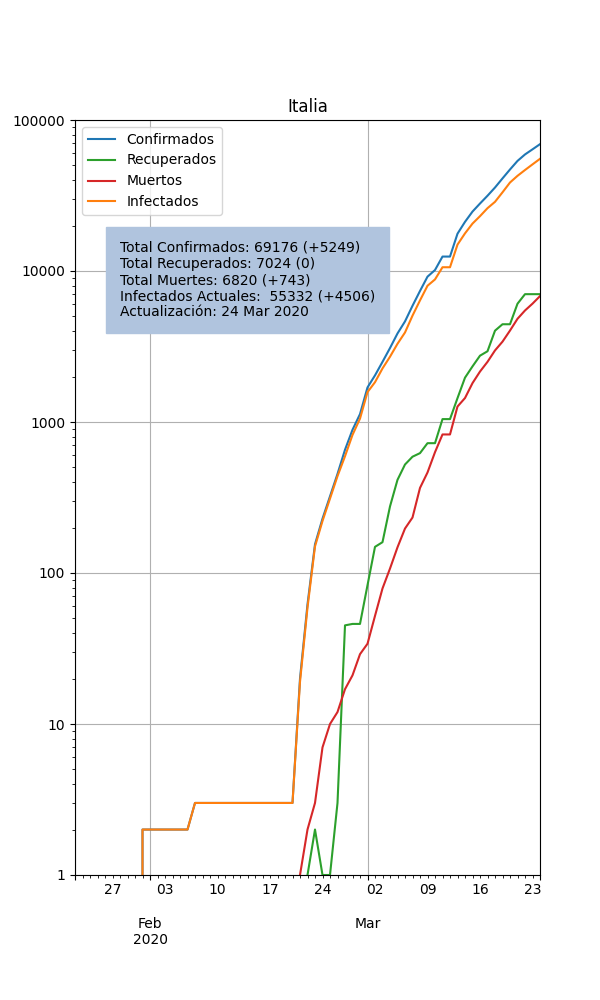 Italia
100000
10000
1000
100
10
1
Confirmados
Recuperados
Muertos
Infectados
Total Confirmados: 69176 (+5249)
Total Recuperados: 7024 (0)
Total Muertes: 6820 (+743)
Infectados Actuales:  55332 (+4506)
Actualización: 24 Mar 2020
27 03 10 17 24 02 09 16 23
Feb Mar
2020